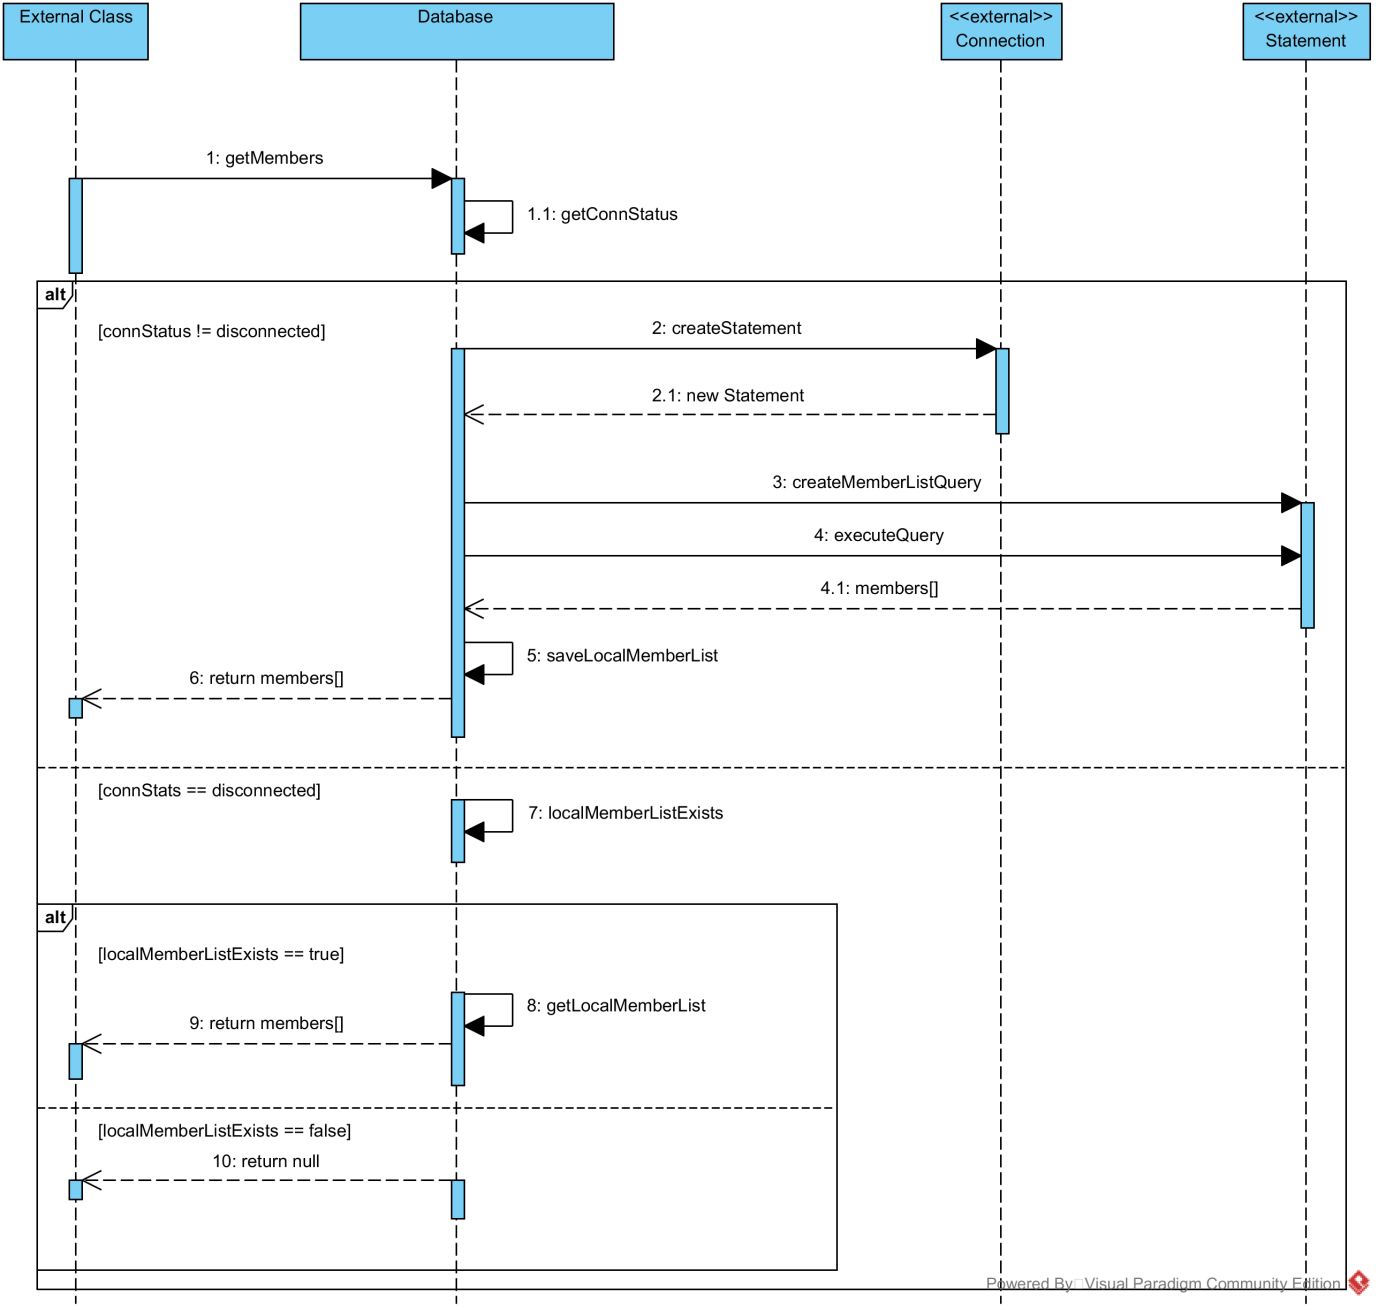 External Class
Database
<<external>>
Connection
<<external>>
Statement
1: getMembers
1.1: getConnStatus
alt
[connStatus != disconnected]
2: createStatement
2.1: new Statement
3: createMemberListQuery
4: executeQuery
4.1: members[]
5: saveLocalMemberList
6: return members[]
[connStats == disconnected]
7: localMemberListExists
alt
[localMemberListExists == true]
8: getLocalMemberList
9: return members[]
[localMemberListExists == false]
10: return null
Powered By Visual Paradigm Community Edition